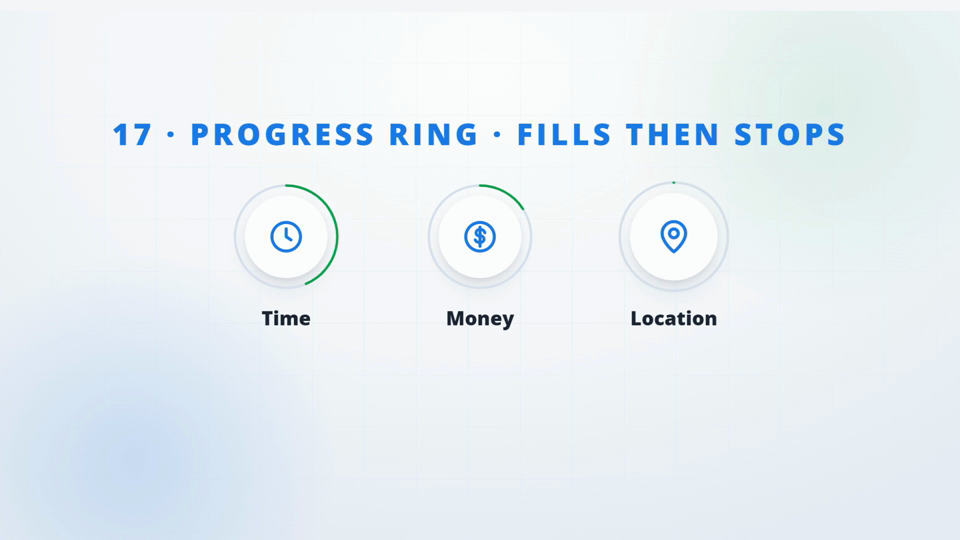 17 · PROGRESS RING · FILLS THEN STOPS
Time Money Location